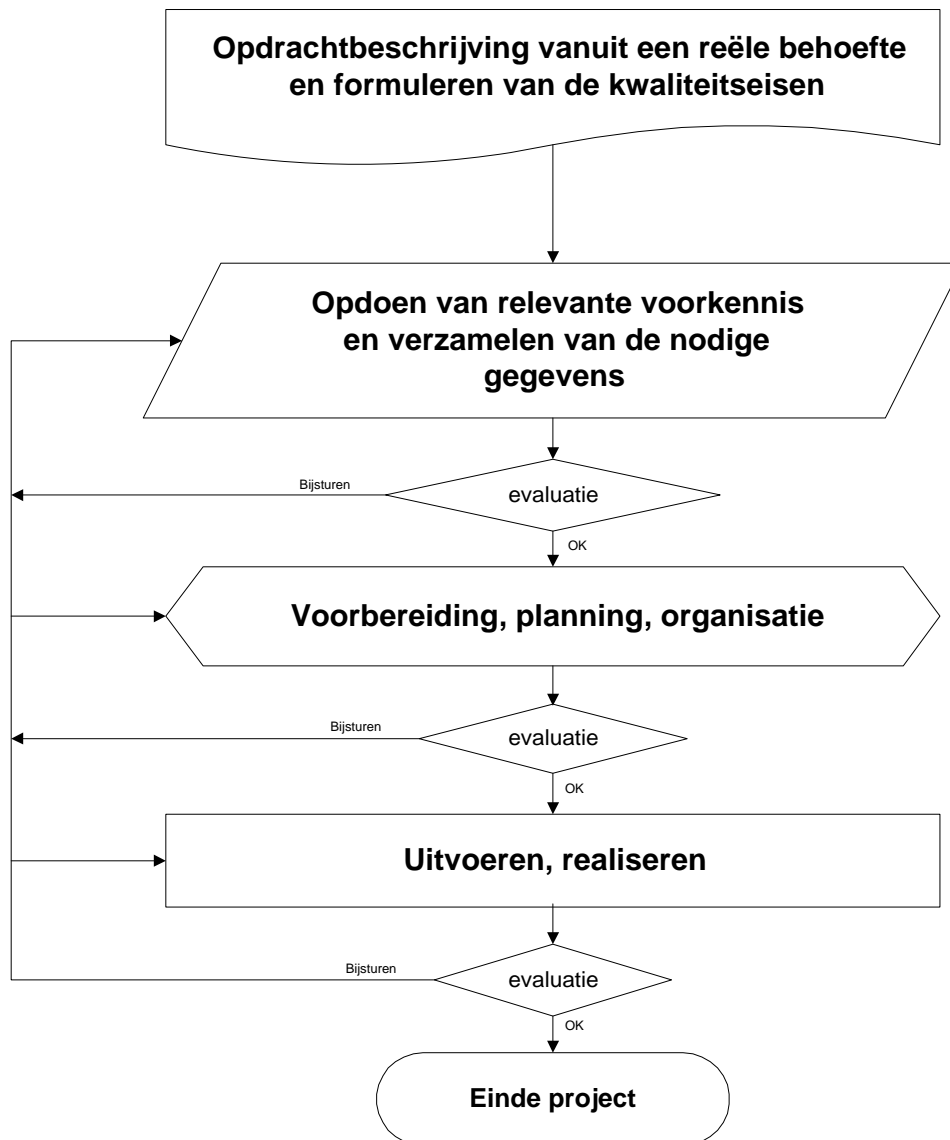 Opdrachtbeschrijving vanuit een reële behoefte
en formuleren van de kwaliteitseisen
Opdoen van relevante voorkennis
en verzamelen van de nodige
gegevens
Bijsturen
evaluatie
OK
Voorbereiding, planning, organisatie
Bijsturen
evaluatie
OK
Uitvoeren, realiseren
Bijsturen
evaluatie
OK
Einde project